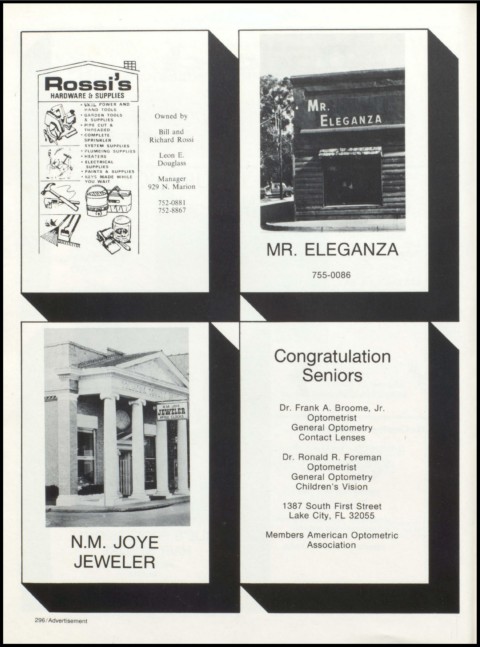 Rossi's
HARDWARE & SUPPLIES
• SKIL POWER AND
HAND TOOLS
• GARDEN TOOLS
& SUPPLIES
• PIPE CUT &
THREADED
• COMPLETE
SPRINKLER
SYSTEM SUPPLIES
• PLUMBING SUPPLIES
• HEATERS
• ELECTRICAL
SUPPLIES
• PAINTS & SUPPLIES
• KEYS MADE WHILE
YOU WAIT
Owned by
Bill and
Richard Rossi
Leon E.
Douglass
Manager
929 N. Marion
752-0881
752-8867
MR.
ELEGANZA
MR. ELEGANZA
755-0086
N.M. JOYE
JEWELER
N.M. JOYE
JEWELER
Congratulation
Seniors
Dr. Frank A. Broome, Jr.
Optometrist
General Optometry
Contact Lenses
Dr. Ronald R. Foreman
Optometrist
General Optometry
Children's Vision
1387 South First Street
Lake City, FL 32055
Members American Optometric
Association
296/Advertisement